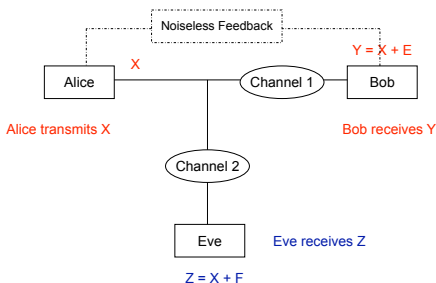 Noiseless Feedback
Y = X + E
X
Alice
Channel 1
Bob
Alice transmits X
Bob receives Y
Channel 2
Eve
Eve receives Z
Z = X + F